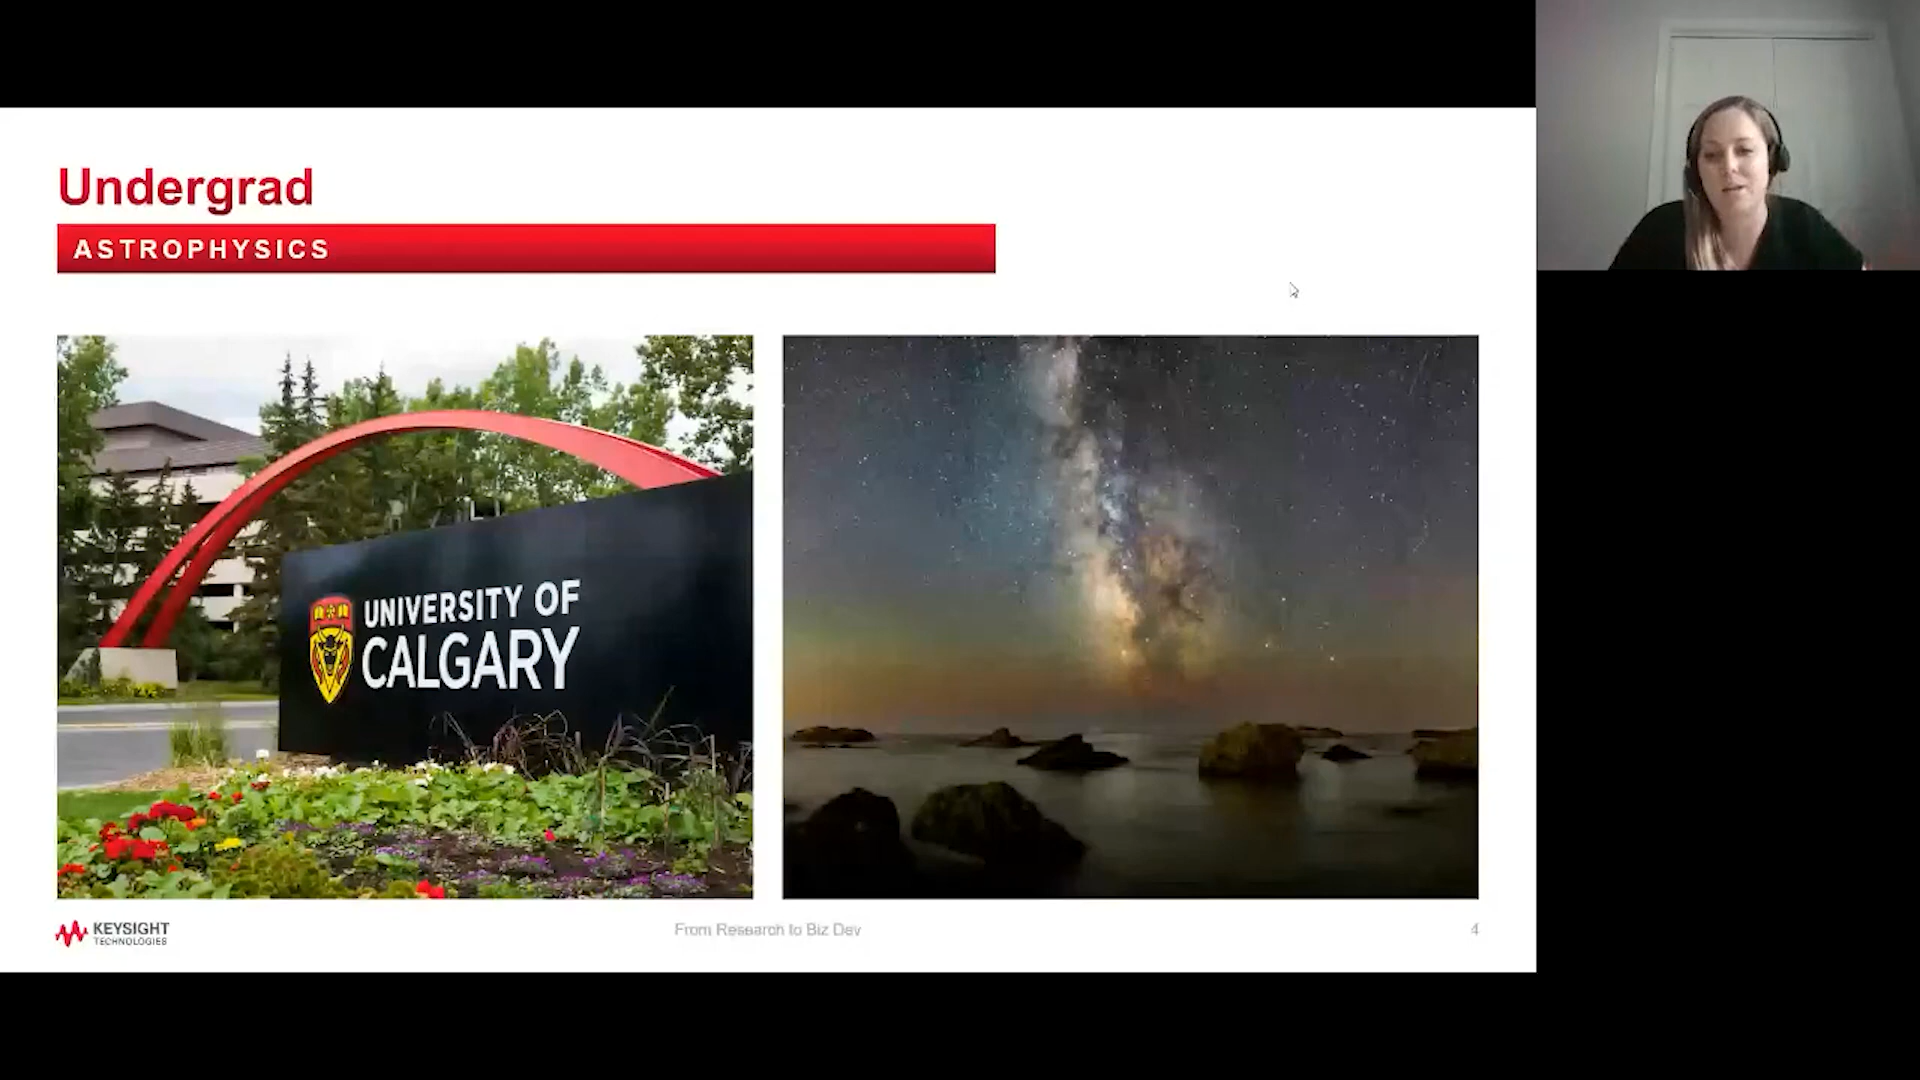 Undergrad
ASTROPHYSICS
UNIVERSITY OF
CALGARY
KEYSIGHT
TECHNOLOGIES
From Research to Biz Dev
4